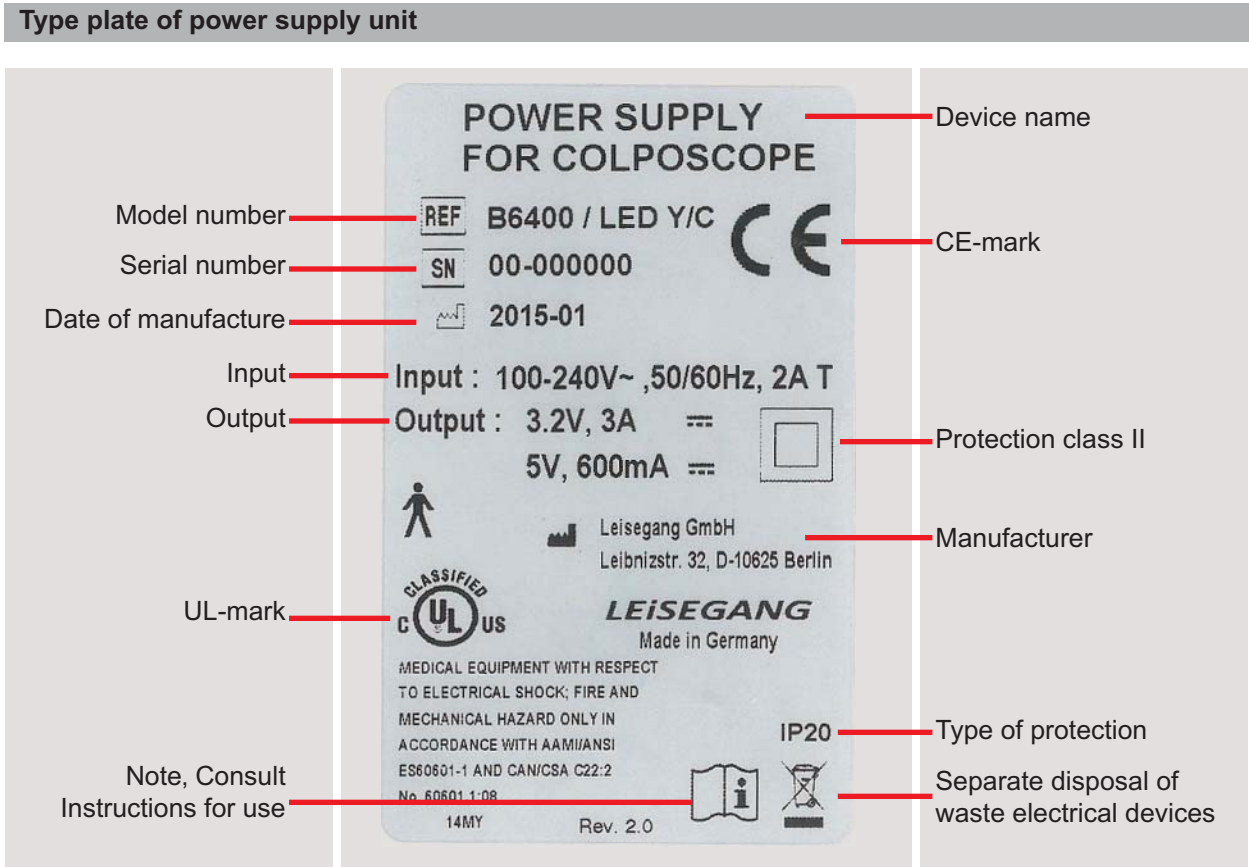 Type plate of power supply unit
POWER SUPPLY
FOR COLPOSCOPE
Device name
Model number
REF B6400 / LED Y/C
CE
CE-mark
Serial number
SN 00-000000
Date of manufacture
2015-01
Input
Input : 100-240V~ ,50/60Hz, 2A T
Output
Output : 3.2V, 3A
5V, 600mA
Protection class II
Leisegang GmbH
Leibnizstr. 32, D-10625 Berlin
Manufacturer
UL-mark
CLASSIFIED
C UL US
LEiSEGANG
Made in Germany
MEDICAL EQUIPMENT WITH RESPECT
TO ELECTRICAL SHOCK; FIRE AND
MECHANICAL HAZARD ONLY IN
ACCORDANCE WITH AAMI/ANSI
ES60601-1 AND CAN/CSA C22:2
No. 60601.1:08
14MY
Rev. 2.0
IP20
Type of protection
Note, Consult
Instructions for use
i
Separate disposal of
waste electrical devices